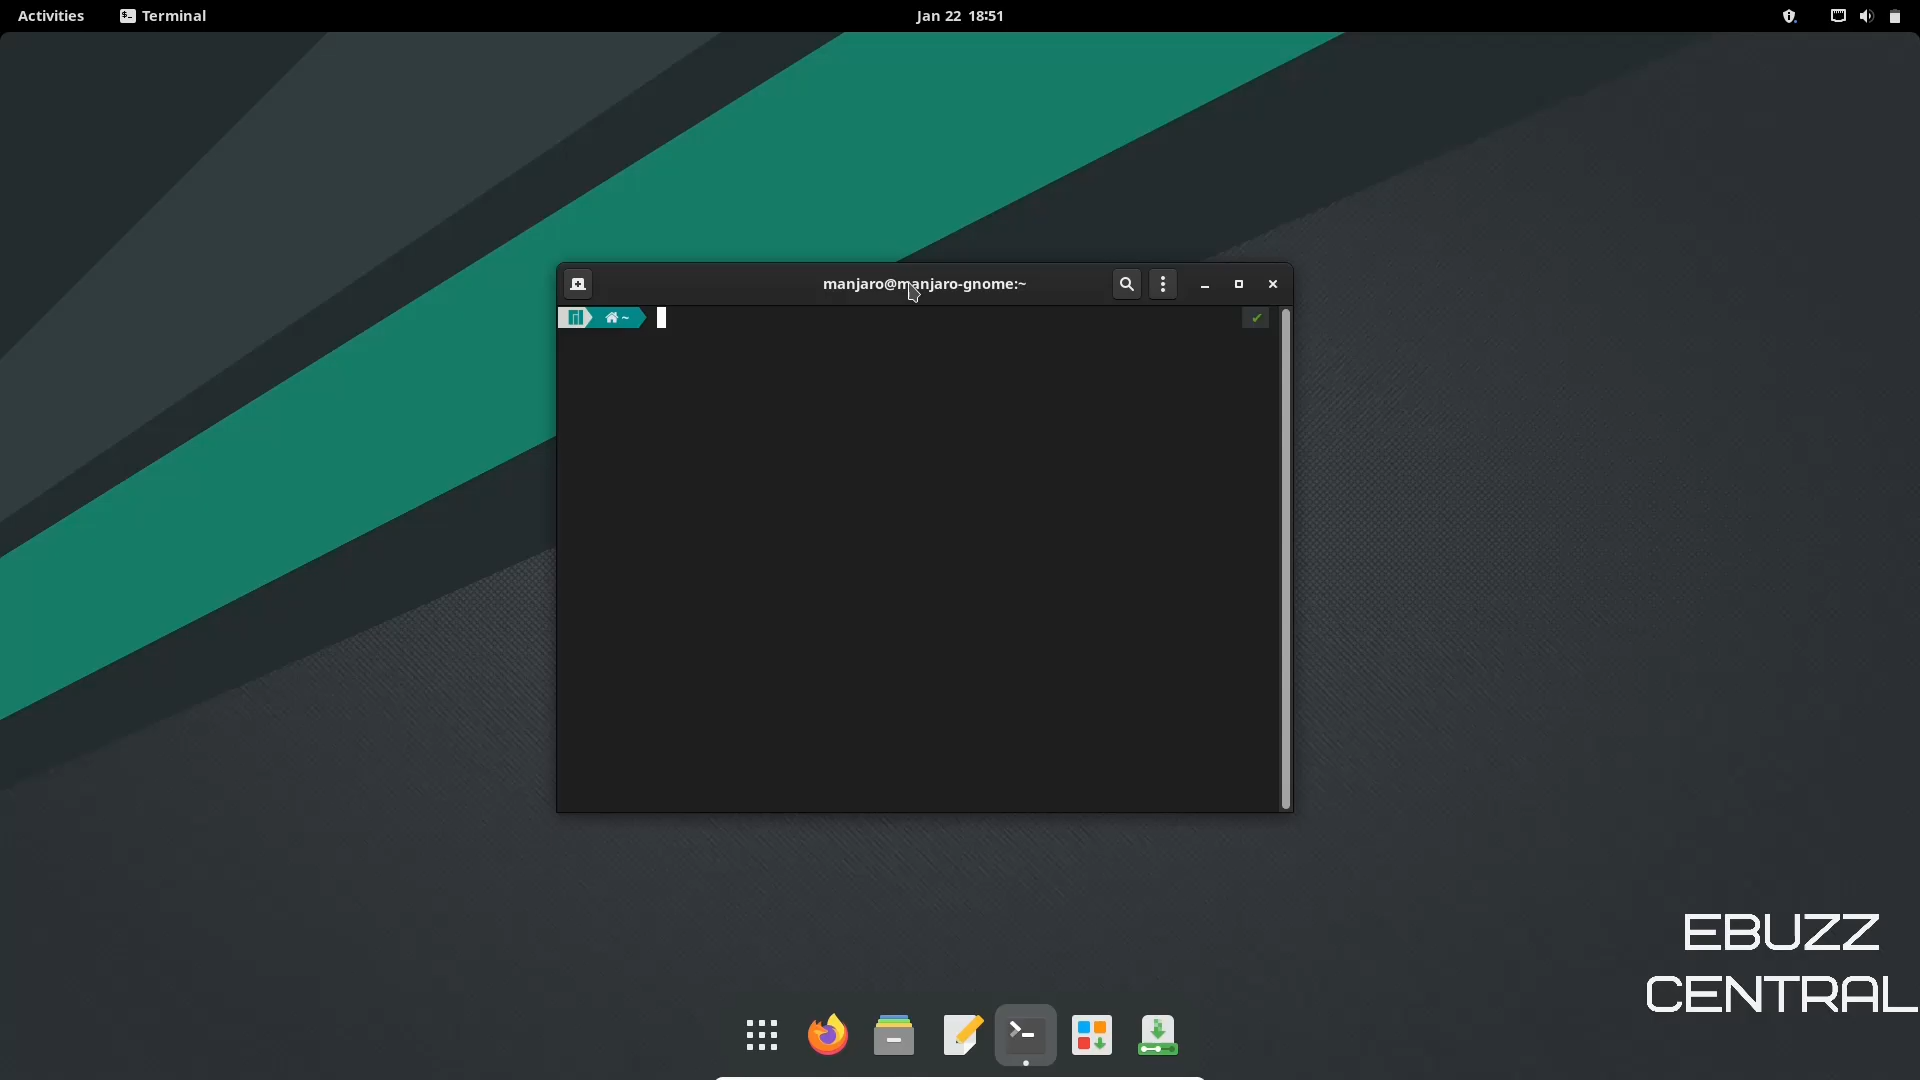 Activities
Terminal
Jan 22 18:51
manjaro@manjaro-gnome:~
~
EBUZZ
CENTRAL